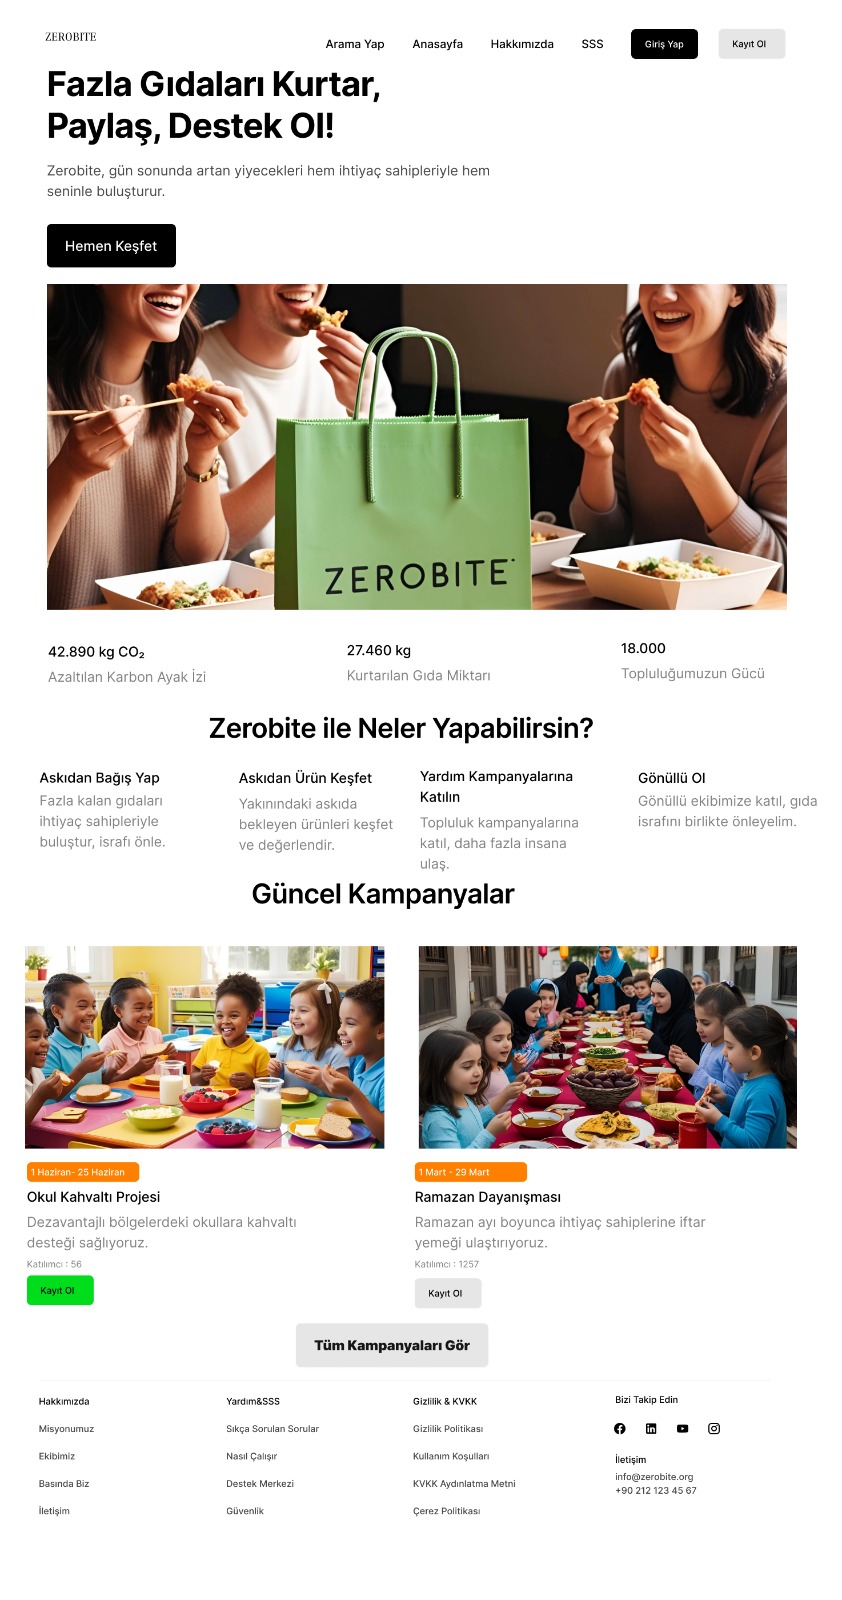 ZEROBITE
Arama Yap
Anasayfa
Hakkımızda
SSS
Giriş Yap
Kayıt Ol
Fazla Gıdaları Kurtar,
Paylaş, Destek Ol!
Zerobite, gün sonunda artan yiyecekleri hem ihtiyaç sahipleriyle hem
seninle buluşturur.
Hemen Keşfet
ZEROBITE
42.890 kg CO₂
Azaltılan Karbon Ayak İzi
27.460 kg
Kurtarılan Gıda Miktarı
18.000
Topluluğumuzun Gücü
Zerobite ile Neler Yapabilirsin?
Askıdan Bağış Yap
Fazla kalan gıdaları
ihtiyaç sahipleriyle
buluştur, israfı önle.
Askıdan Ürün Keşfet
Yakınındaki askıda
bekleyen ürünleri keşfet
ve değerlendir.
Yardım Kampanyalarına
Katılın
Topluluk kampanyalarına
katıl, daha fazla insana
ulaş.
Gönüllü Ol
Gönüllü ekibimize katıl, gıda
israfını birlikte önleyelim.
Güncel Kampanyalar
1 Haziran- 25 Haziran
Okul Kahvaltı Projesi
Dezavantajlı bölgelerdeki okullara kahvaltı
desteği sağlıyoruz.
Katılımcı : 56
Kayıt Ol
1 Mart - 29 Mart
Ramazan Dayanışması
Ramazan ayı boyunca ihtiyaç sahiplerine iftar
yemeği ulaştırıyoruz.
Katılımcı : 1257
Kayıt Ol
Tüm Kampanyaları Gör
Hakkımızda
Misyonumuz
Ekibimiz
Basında Biz
İletişim
Yardım&SSS
Sıkça Sorulan Sorular
Nasıl Çalışır
Destek Merkezi
Güvenlik
Gizlilik & KVKK
Gizlilik Politikası
Kullanım Koşulları
KVKK Aydınlatma Metni
Çerez Politikası
Bizi Takip Edin
İletişim
info@zerobite.org
+90 212 123 45 67